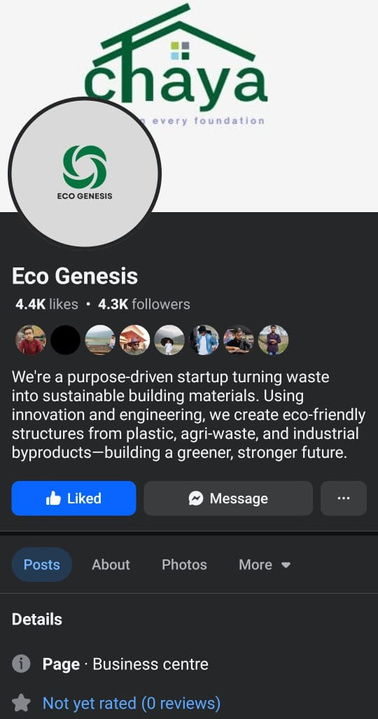 chaya
every foundation
ECO GENESIS
Eco Genesis
4.4K likes • 4.3K followers
We're a purpose-driven startup turning waste
into sustainable building materials. Using
innovation and engineering, we create eco-friendly
structures from plastic, agri-waste, and industrial
byproducts—building a greener, stronger future.
Liked
Message
Posts
About
Photos
More
Details
Page · Business centre
Not yet rated (0 reviews)